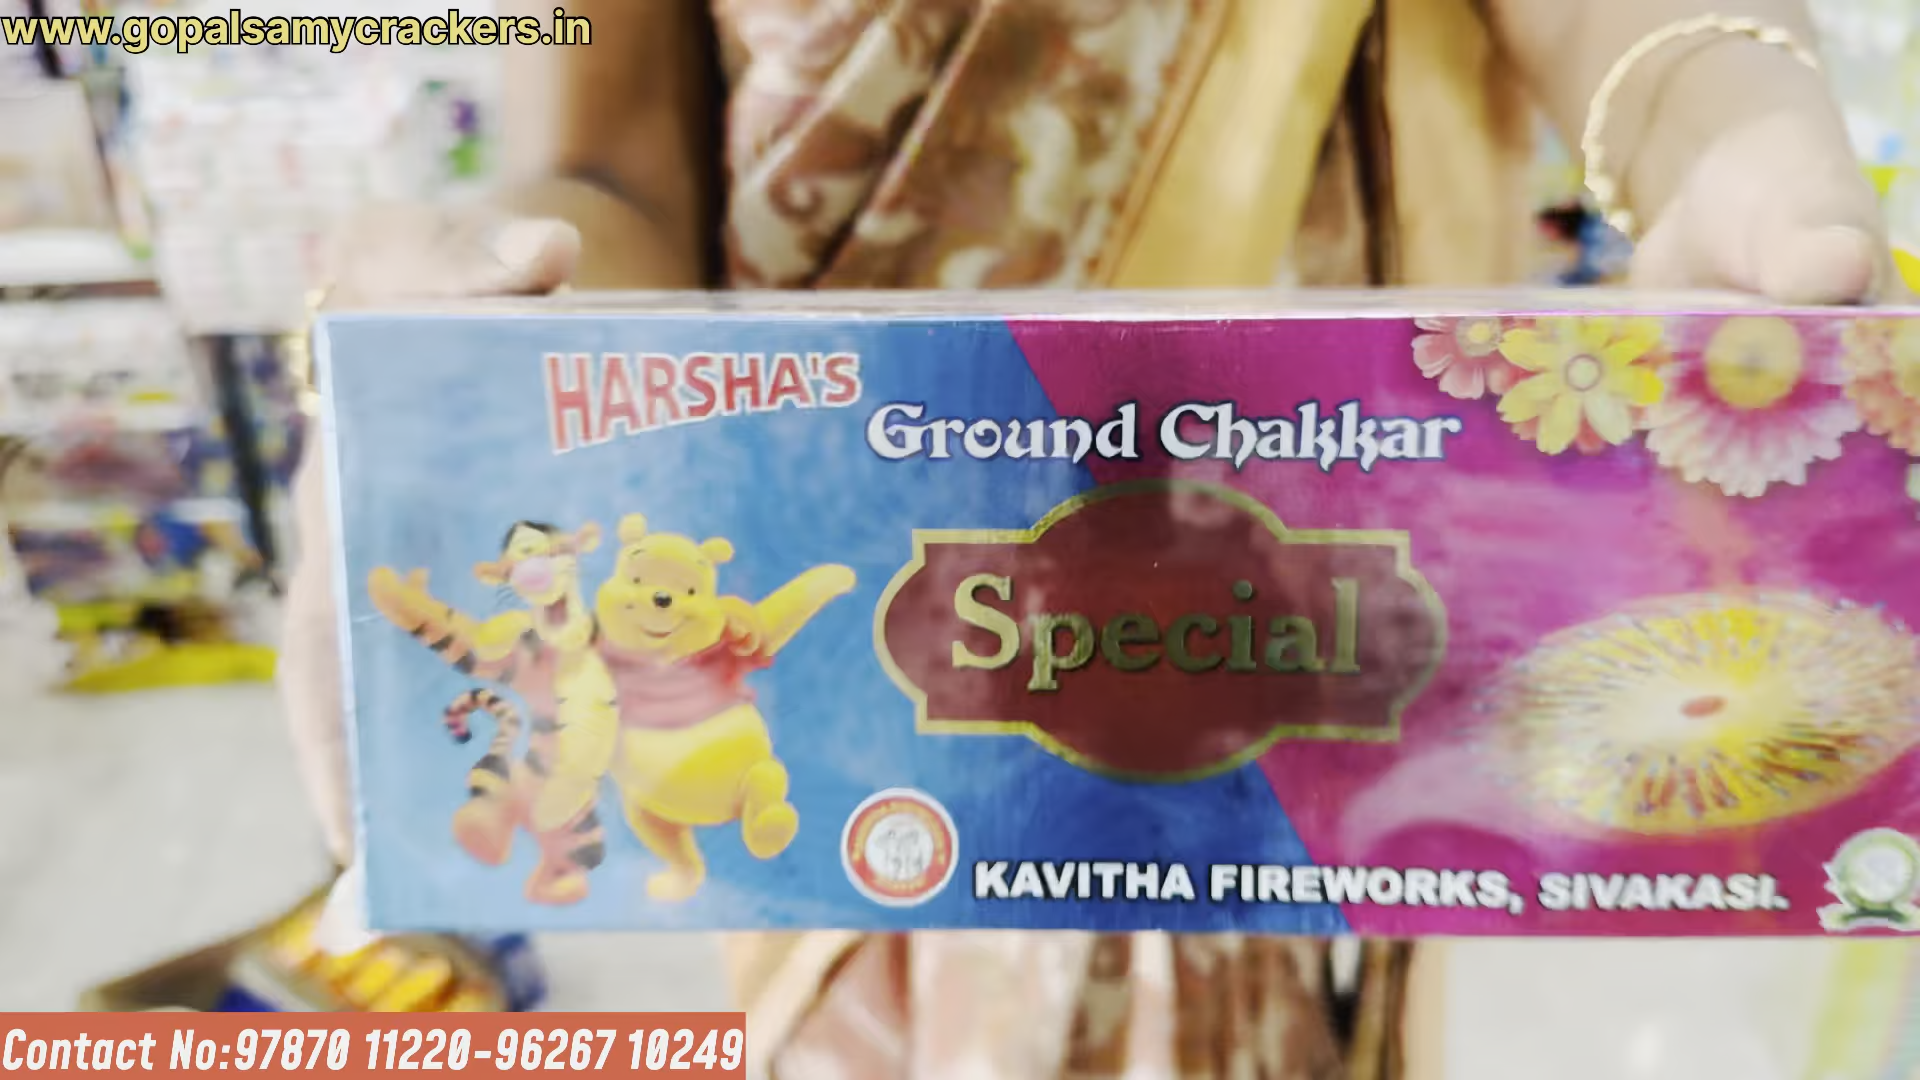 www.gopalsamycrackers.in
HARSHA'S
Ground Chakkar
Special
KAVITHA FIREWORKS, SIVAKASI.
Contact No:97870 11220-96267 10249